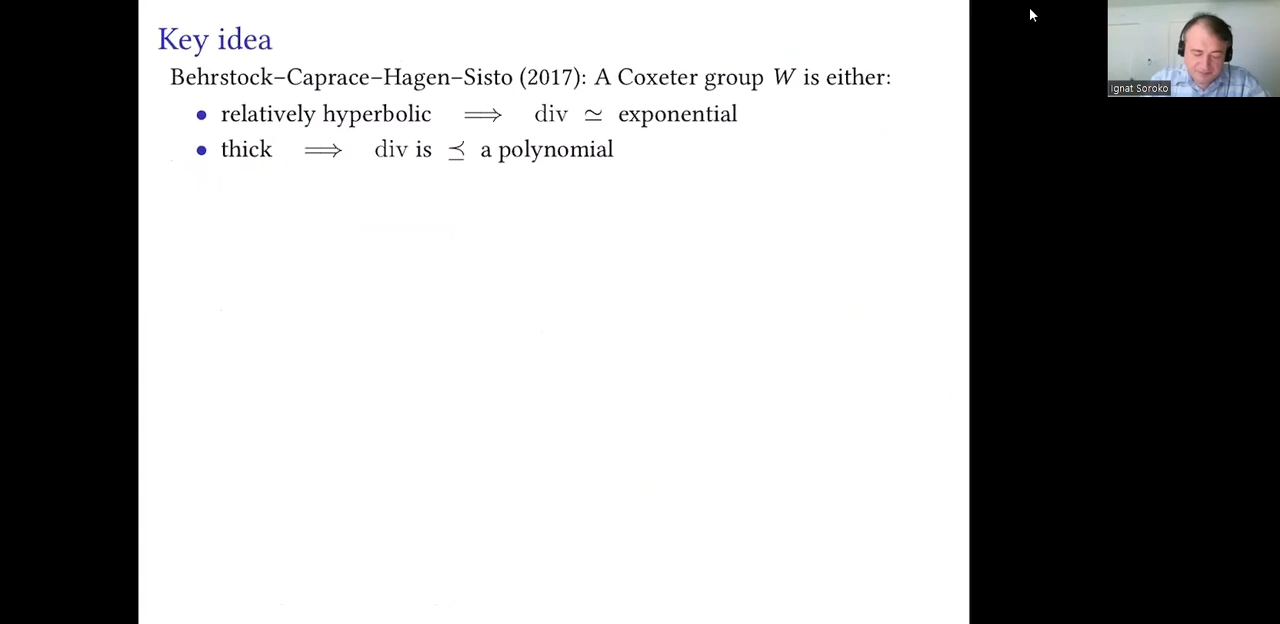 Key idea
Behrstock–Caprace–Hagen–Sisto (2017): A Coxeter group W is either:
• relatively hyperbolic ⟹ div ≃ exponential
• thick ⟹ div is ⪯ a polynomial
Ignat Soroko